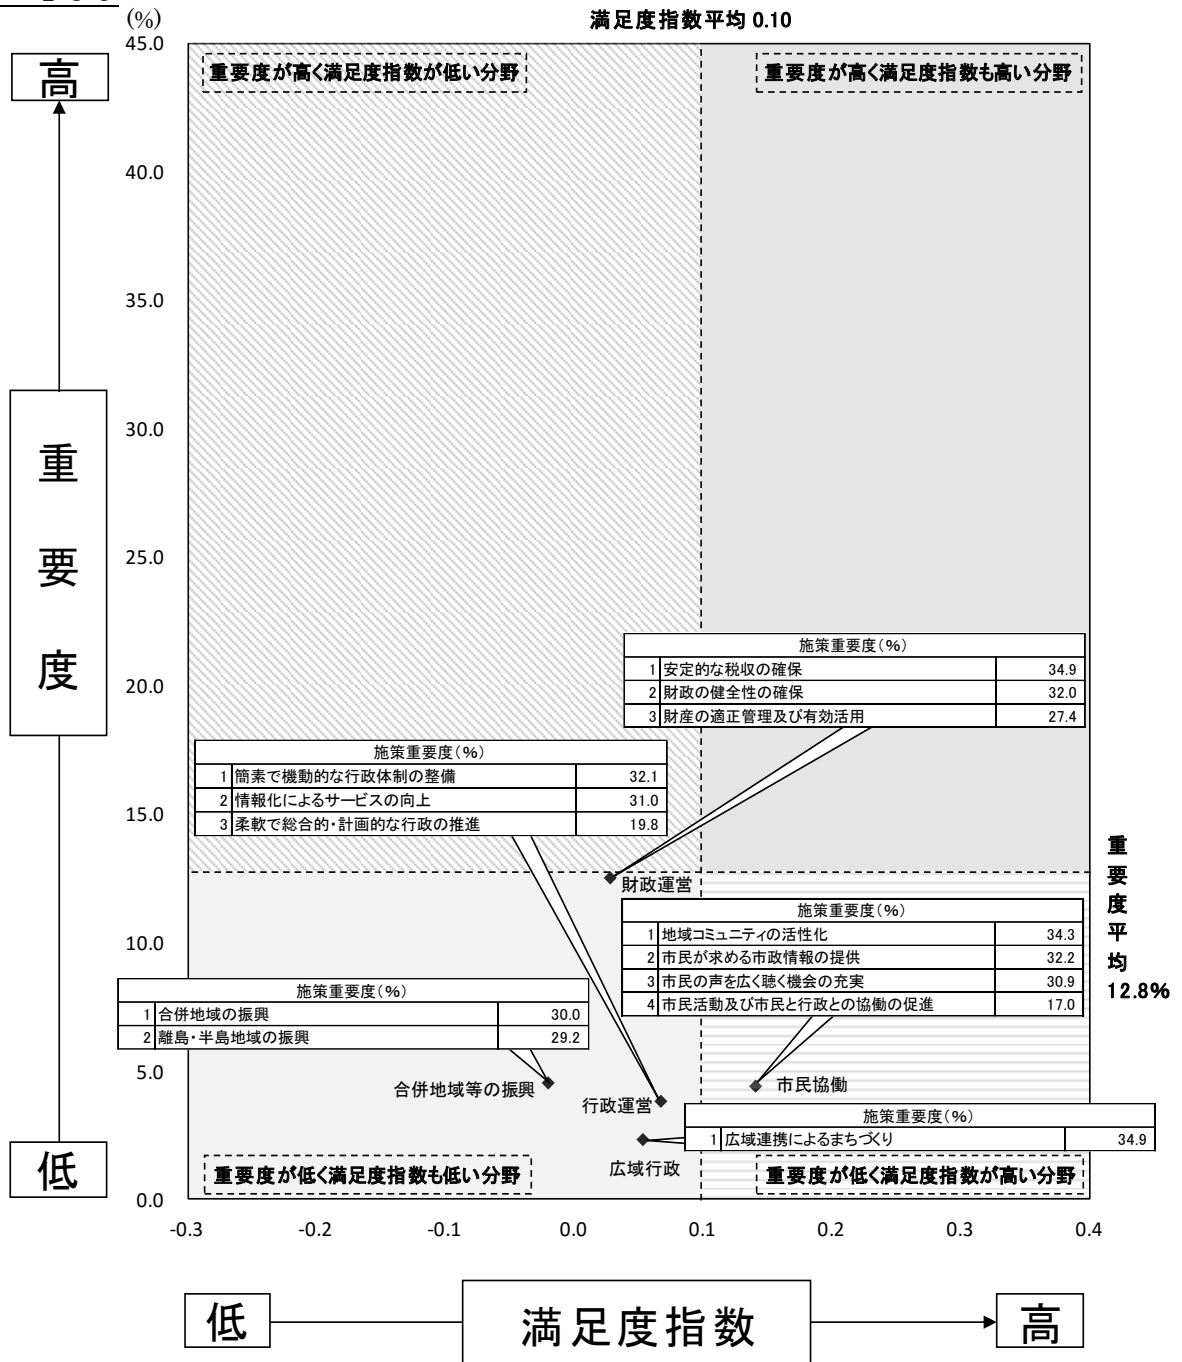 (%)
満足度指数平均 0.10
45.0
高
重要度が高く満足度指数が低い分野
重要度が高く満足度指数も高い分野
40.0
35.0
30.0
重要度
25.0
20.0
施策重要度(%)
1 安定的な税収の確保 34.9
2 財政の健全性の確保 32.0
3 財産の適正管理及び有効活用 27.4
施策重要度(%)
1 簡素で機動的な行政体制の整備 32.1
2 情報化によるサービスの向上 31.0
3 柔軟で総合的・計画的な行政の推進 19.8
15.0
重要度平均
12.8%
財政運営
施策重要度(%)
1 地域コミュニティの活性化 34.3
2 市民が求める市政情報の提供 32.2
3 市民の声を広く聴く機会の充実 30.9
4 市民活動及び市民と行政との協働の促進 17.0
10.0
施策重要度(%)
1 合併地域の振興 30.0
2 離島・半島地域の振興 29.2
5.0
合併地域等の振興
行政運営
市民協働
施策重要度(%)
1 広域連携によるまちづくり 34.9
広域行政
低
重要度が低く満足度指数も低い分野
重要度が低く満足度指数が高い分野
0.0
-0.3 -0.2 -0.1 0.0 0.1 0.2 0.3 0.4
低
満足度指数
高